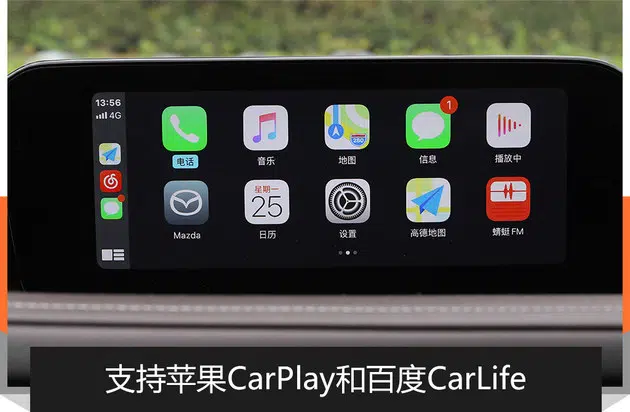 13:56
4G
1
电话
音乐
280
地图
信息
播放中
Mazda
星期一
25
日历
设置
高德地图
蜻蜓 FM
支持苹果CarPlay和百度CarLife